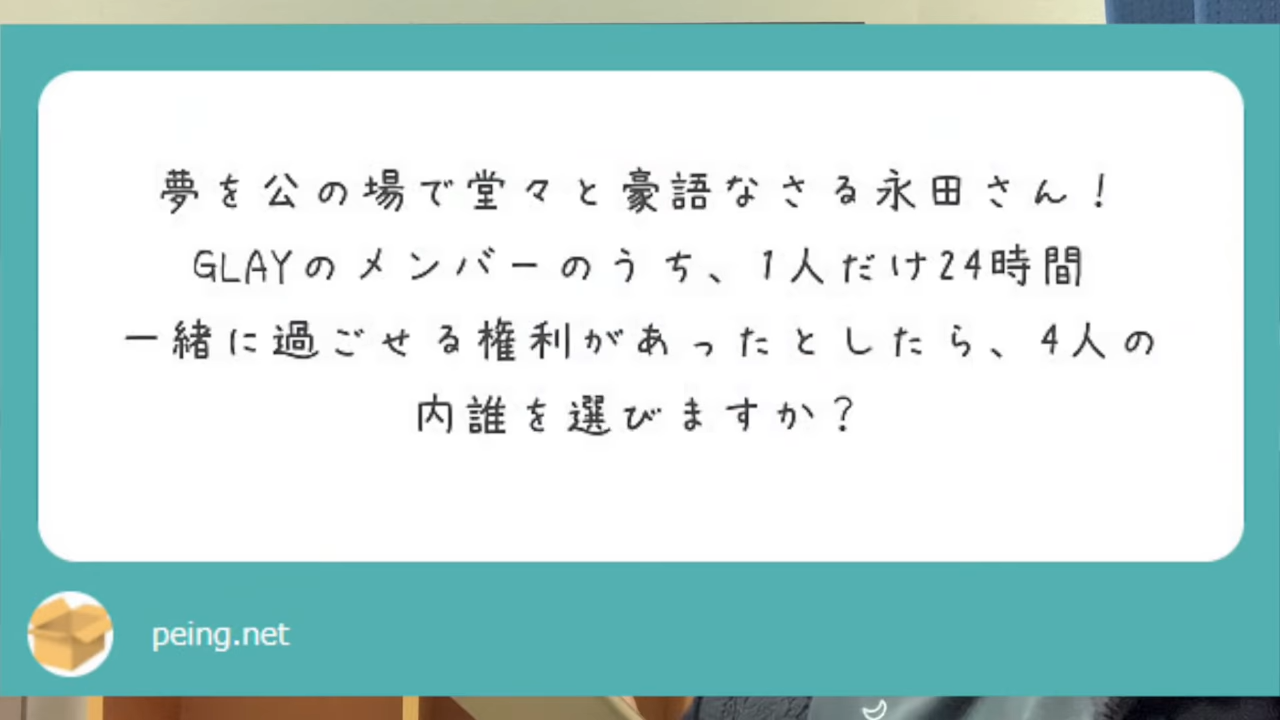 夢を公の場で堂々と豪語なさる永田さん！
GLAYのメンバーのうち、1人だけ24時間
一緒に過ごせる権利があったとしたら、4人の
内誰を選びますか？
peing.net